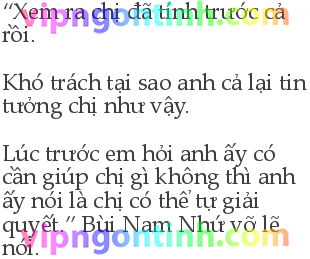 “Xem ra chị đã tính trước cả
rồi.
Khó trách tại sao anh cả lại tin
tưởng chị như vậy.
Lúc trước em hỏi anh ấy có
cần giúp chị gì không thì anh
ấy nói là chị có thể tự giải
quyết.” Bùi Nam Nhứ vỡ lẽ
nói.
vipngontinh.com
vipngontinh.com